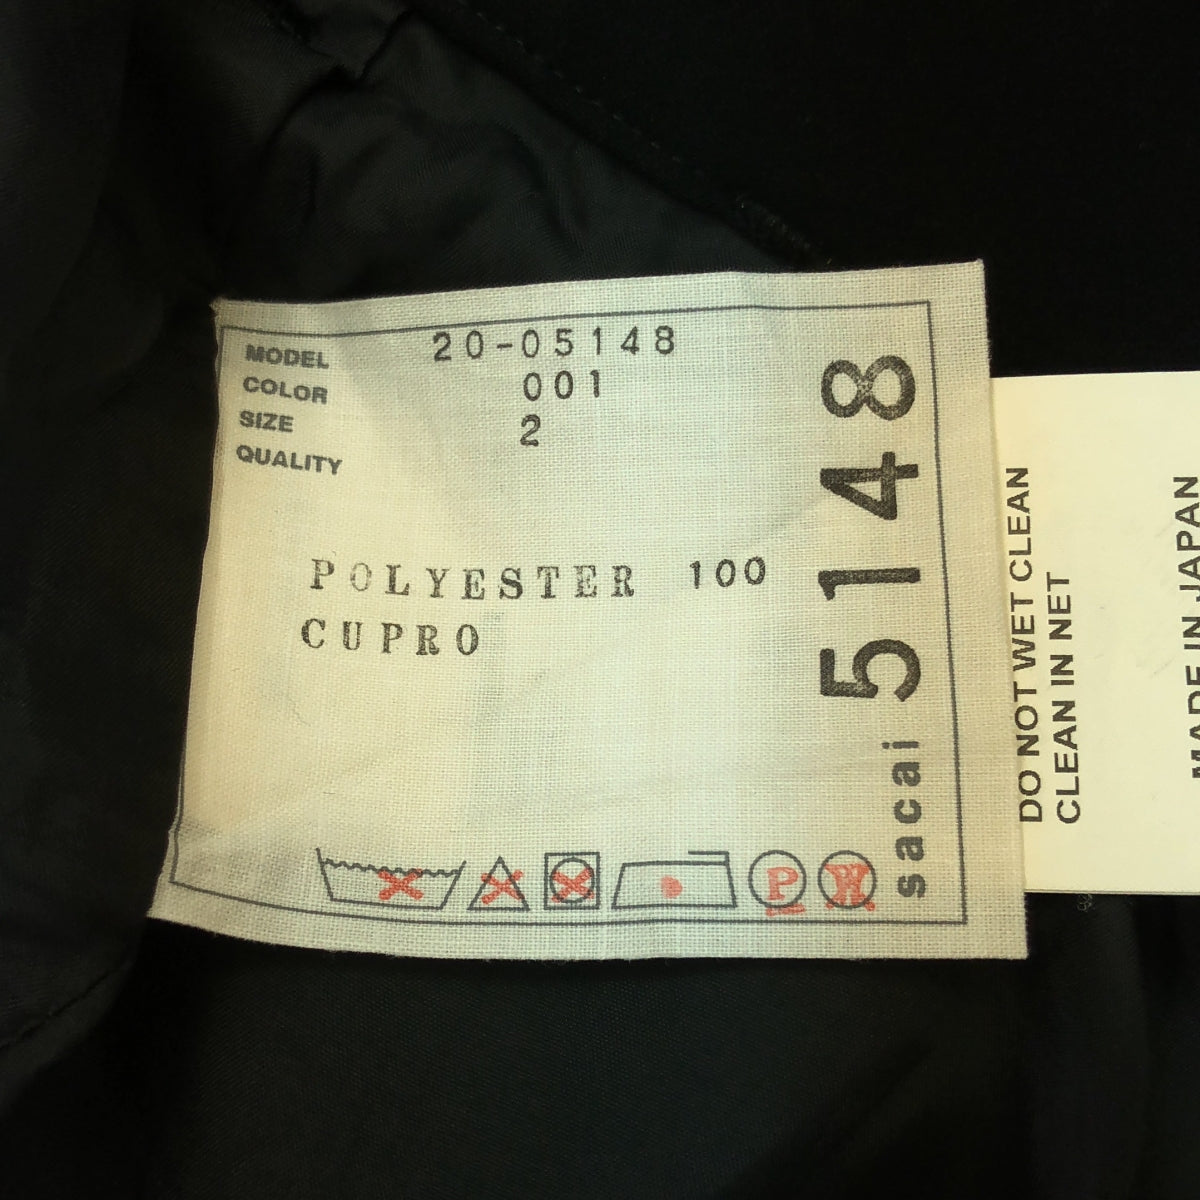 MODEL 20-05148
COLOR 001
SIZE 2
QUALITY
POLYESTER 100
CUPRO
P W
sacai 5148
DO NOT WET CLEAN
CLEAN IN NET
MADE IN JAPAN